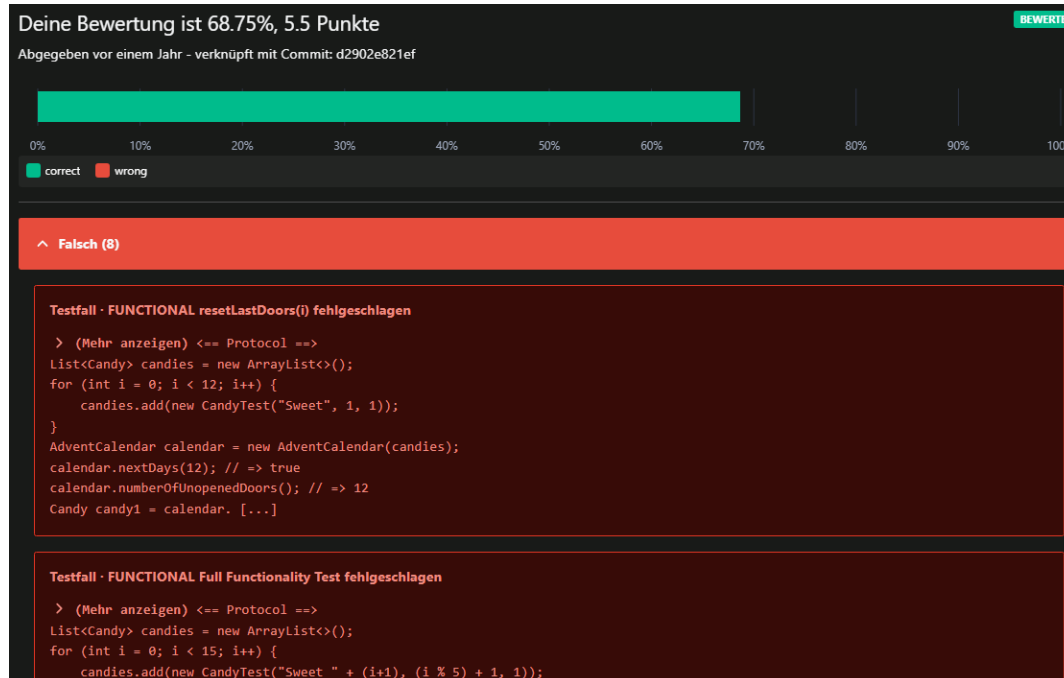 Deine Bewertung ist 68.75%, 5.5 Punkte
Abgegeben vor einem Jahr - verknüpft mit Commit: d2902e821ef
0% 10% 20% 30% 40% 50% 60% 70% 80% 90%
correct wrong
Falsch (8)
Testfall · FUNCTIONAL resetLastDoors(i) fehlgeschlagen
(Mehr anzeigen) <== Protocol ==>
List<Candy> candies = new ArrayList<>();
for (int i = 0; i < 12; i++) {
    candies.add(new CandyTest("Sweet", 1, 1));
}
AdventCalendar calendar = new AdventCalendar(candies);
calendar.nextDays(12); // => true
calendar.numberOfUnopenedDoors(); // => 12
Candy candy1 = calendar. [...]
Testfall · FUNCTIONAL Full Functionality Test fehlgeschlagen
(Mehr anzeigen) <== Protocol ==>
List<Candy> candies = new ArrayList<>();
for (int i = 0; i < 15; i++) {
    candies.add(new CandyTest("Sweet " + (i+1), (i % 5) + 1, 1));